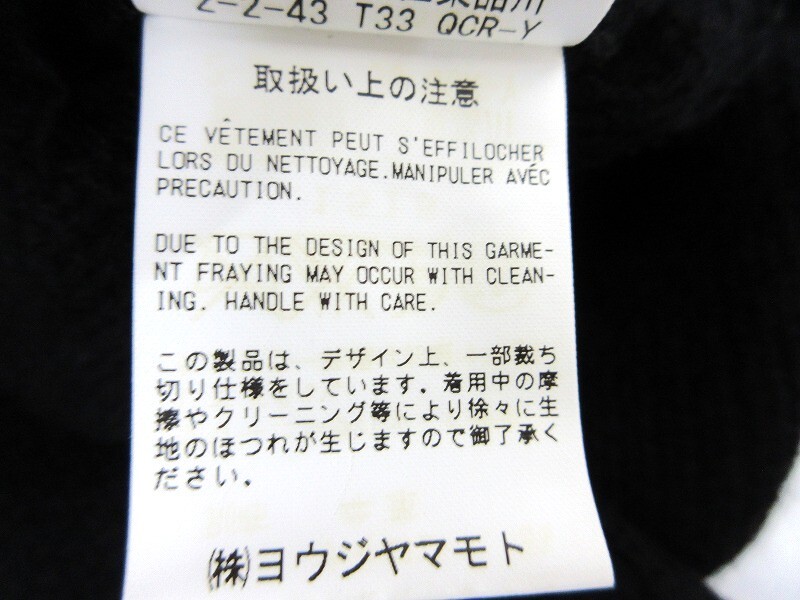 2-2-43 T33 QCR-Y
取扱い上の注意
CE VÊTEMENT PEUT S'EFFILOCHER
LORS DU NETTOYAGE.MANIPULER AVÉC
PRECAUTION.
DUE TO THE DESIGN OF THIS GARME-
NT FRAYING MAY OCCUR WITH CLEAN-
ING. HANDLE WITH CARE.
この製品は、デザイン上、一部裁ち
切り仕様をしています。着用中の摩
擦やクリーニング等により徐々に生
地のほつれが生じますので御了承く
ださい。
㈱ヨウジヤマモト